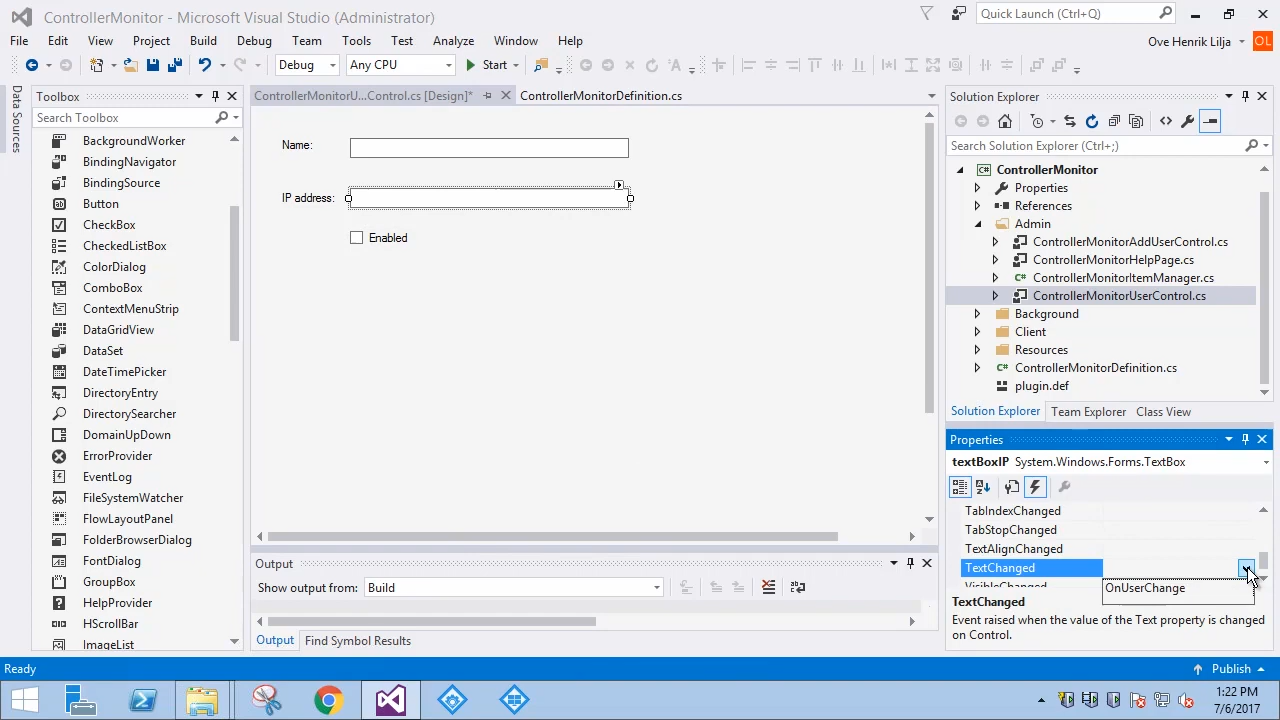 ControllerMonitor - Microsoft Visual Studio (Administrator)
Quick Launch (Ctrl+Q)
File Edit View Project Build Debug Team Tools Test Analyze Window Help
Ove Henrik Lilja OL
Debug Any CPU Start
Data Sources
Toolbox
Search Toolbox
BackgroundWorker
BindingNavigator
BindingSource
Button
CheckBox
CheckedListBox
ColorDialog
ComboBox
ContextMenuStrip
DataGridView
DataSet
DateTimePicker
DirectoryEntry
DirectorySearcher
DomainUpDown
ErrorProvider
EventLog
FileSystemWatcher
FlowLayoutPanel
FolderBrowserDialog
FontDialog
GroupBox
HelpProvider
HScrollBar
ImageList
ControllerMonitorU...Control.cs [Design]* ControllerMonitorDefinition.cs
Name:
IP address:
Enabled
Output
Show output from: Build
Output Find Symbol Results
Solution Explorer
Search Solution Explorer (Ctrl+;)
ControllerMonitor
Properties
References
Admin
ControllerMonitorAddUserControl.cs
ControllerMonitorHelpPage.cs
ControllerMonitorItemManager.cs
ControllerMonitorUserControl.cs
Background
Client
Resources
ControllerMonitorDefinition.cs
plugin.def
Solution Explorer Team Explorer Class View
Properties
textBoxIP System.Windows.Forms.TextBox
TabIndexChanged
TabStopChanged
TextAlignChanged
TextChanged
VisibleChanged
OnUserChange
TextChanged
Event raised when the value of the Text property is changed
on Control.
Ready
Publish
1:22 PM
7/6/2017